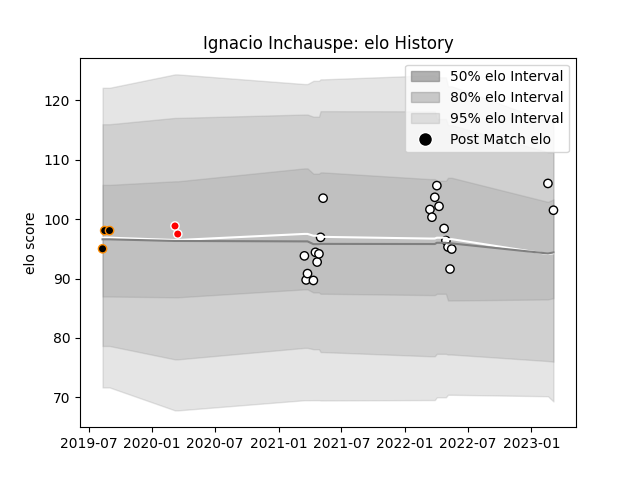 Ignacio Inchauspe: elo History
50% elo Interval
80% elo Interval
95% elo Interval
Post Match elo
elo score
120
110
100
90
80
70
2019-07 2020-01 2020-07 2021-01 2021-07 2022-01 2022-07 2023-01